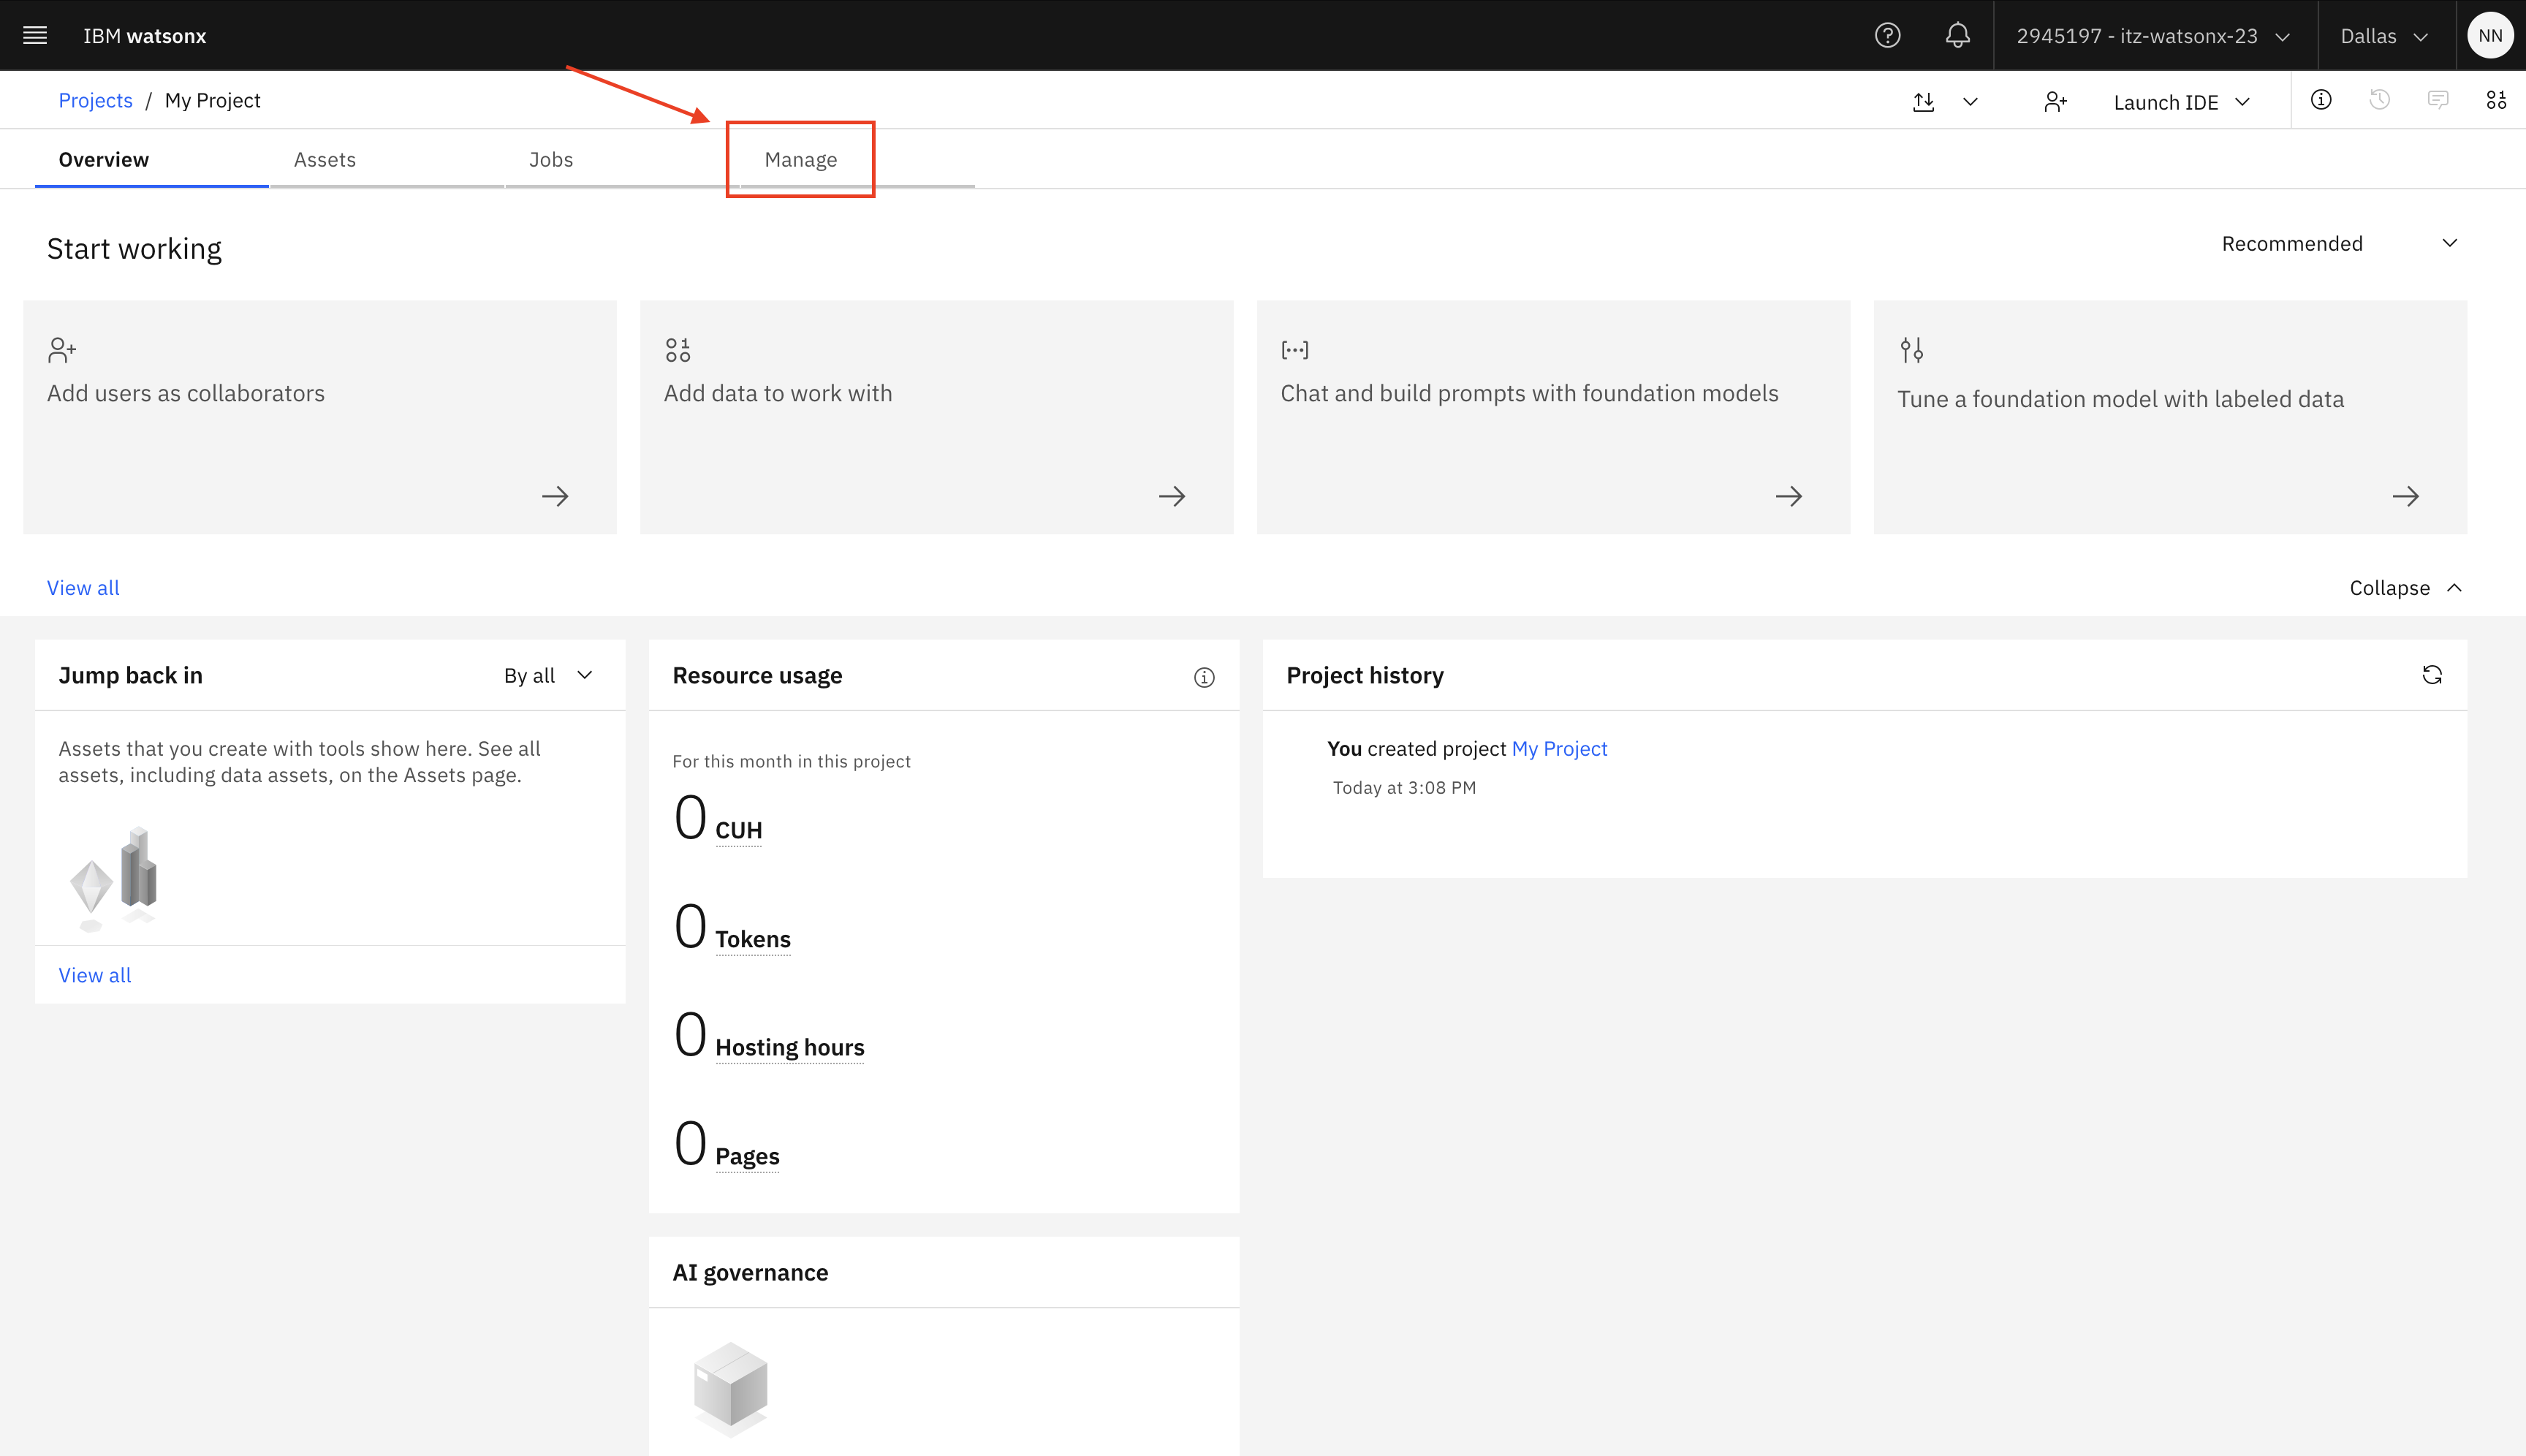 IBM watsonx
2945197 - itz-watsonx-23
Dallas
NN
Projects / My Project
Launch IDE
Overview
Assets
Jobs
Manage
Start working
Recommended
Add users as collaborators
Add data to work with
Chat and build prompts with foundation models
Tune a foundation model with labeled data
View all
Collapse
Jump back in
By all
Assets that you create with tools show here. See all
assets, including data assets, on the Assets page.
View all
Resource usage
For this month in this project
0 CUH
0 Tokens
0 Hosting hours
0 Pages
AI governance
Project history
You created project My Project
Today at 3:08 PM